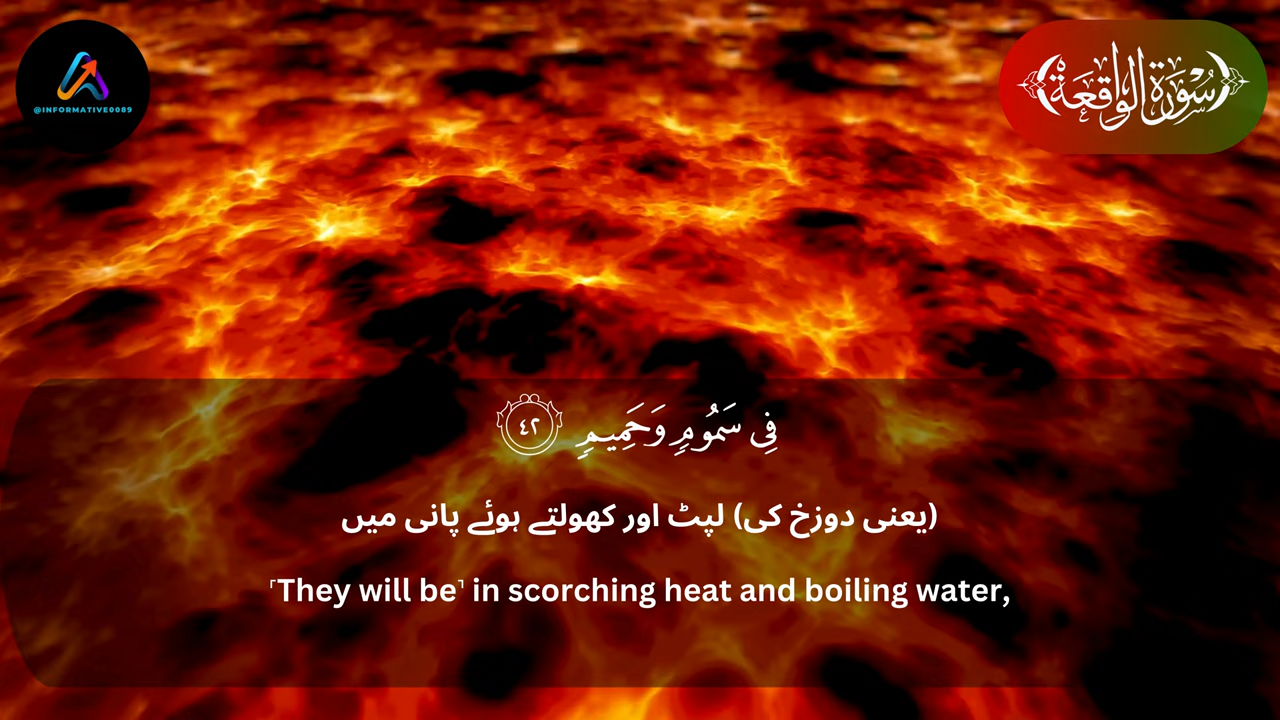 @INFORMATIVE0089
سُوْرَةُ الوَاقِعَة
فِى سَمُومٍ وَحَمِيمٍ ٤٢
(یعنی دوزخ کی) لپٹ اور کھولتے ہوئے پانی میں
⸢They will be⸣ in scorching heat and boiling water,